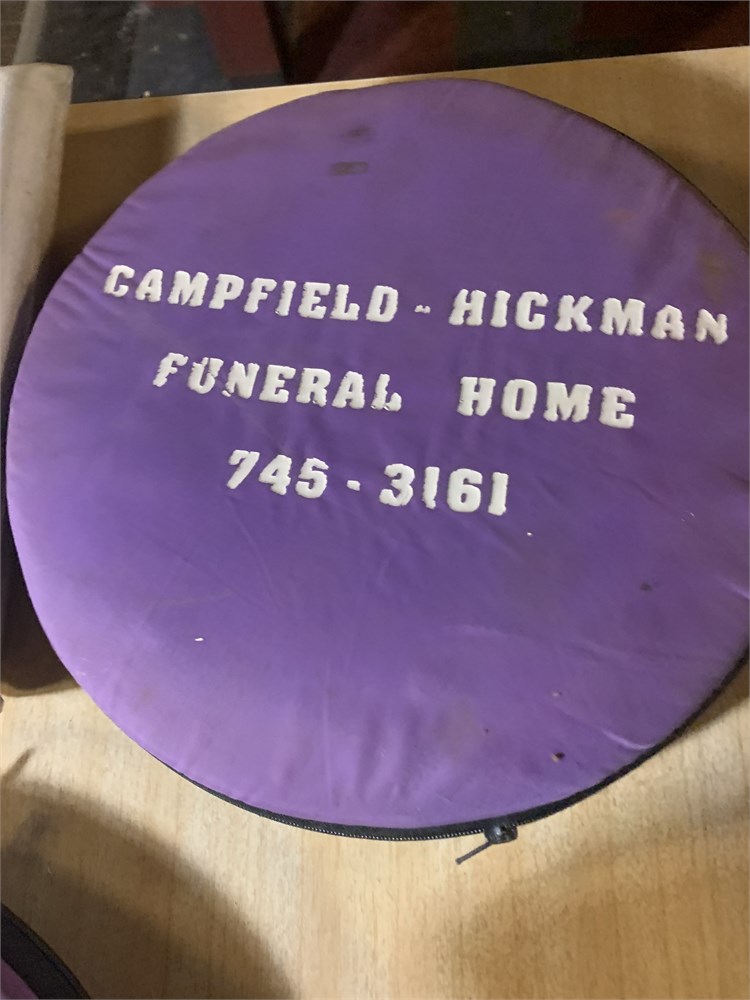 CAMPFIELD - HICKMAN
FUNERAL HOME
745 - 3161